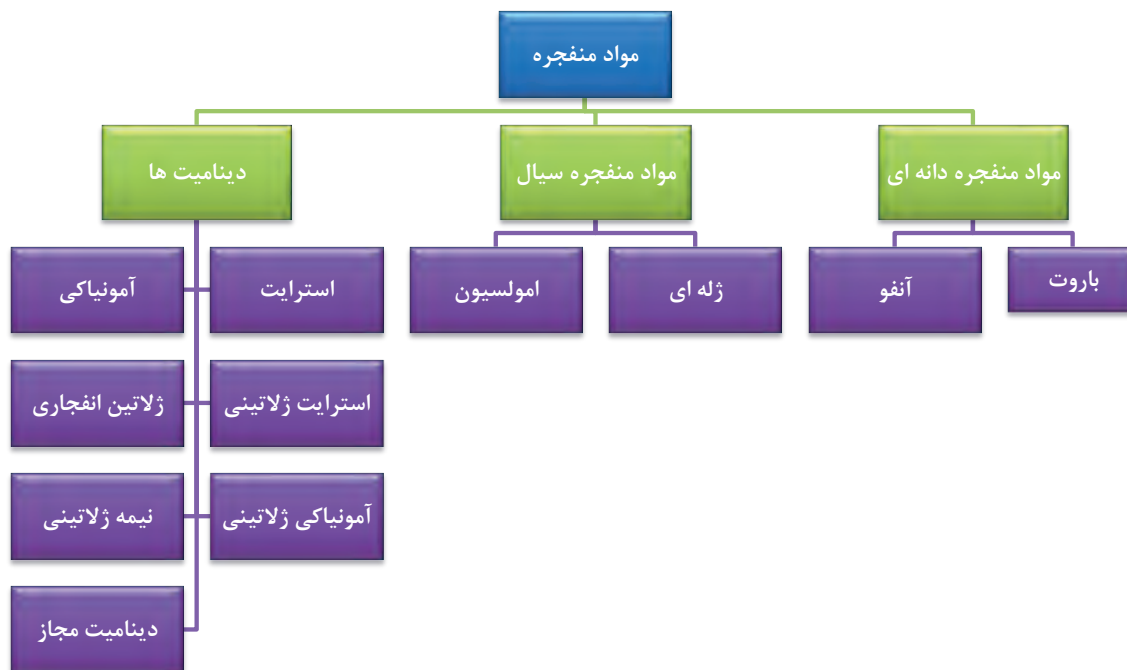 مواد منفجره
مواد منفجره دانه ای
مواد منفجره سیال
دینامیت ها
باروت
آنفو
ژله ای
امولسیون
استرایت
آمونیاکی
استرایت ژلاتینی
ژلاتین انفجاری
آمونیاکی ژلاتینی
نیمه ژلاتینی
دینامیت مجاز